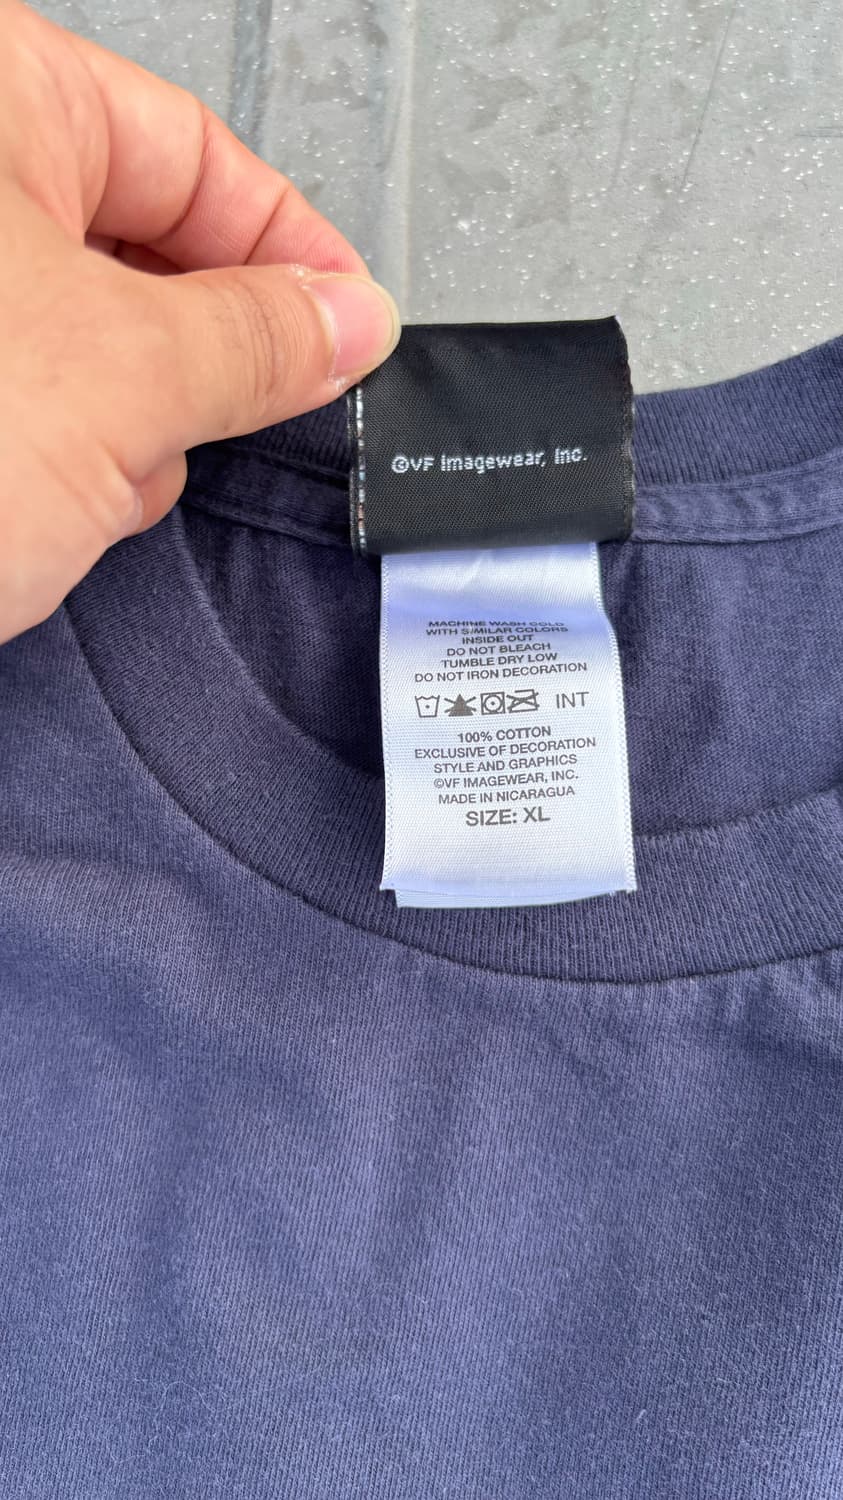 ©VF Imagewear, Inc.
MACHINE WASH COLD
WITH SIMILAR COLORS
INSIDE OUT
DO NOT BLEACH
TUMBLE DRY LOW
DO NOT IRON DECORATION
INT
100% COTTON
EXCLUSIVE OF DECORATION
STYLE AND GRAPHICS
©VF IMAGEWEAR, INC.
MADE IN NICARAGUA
SIZE: XL